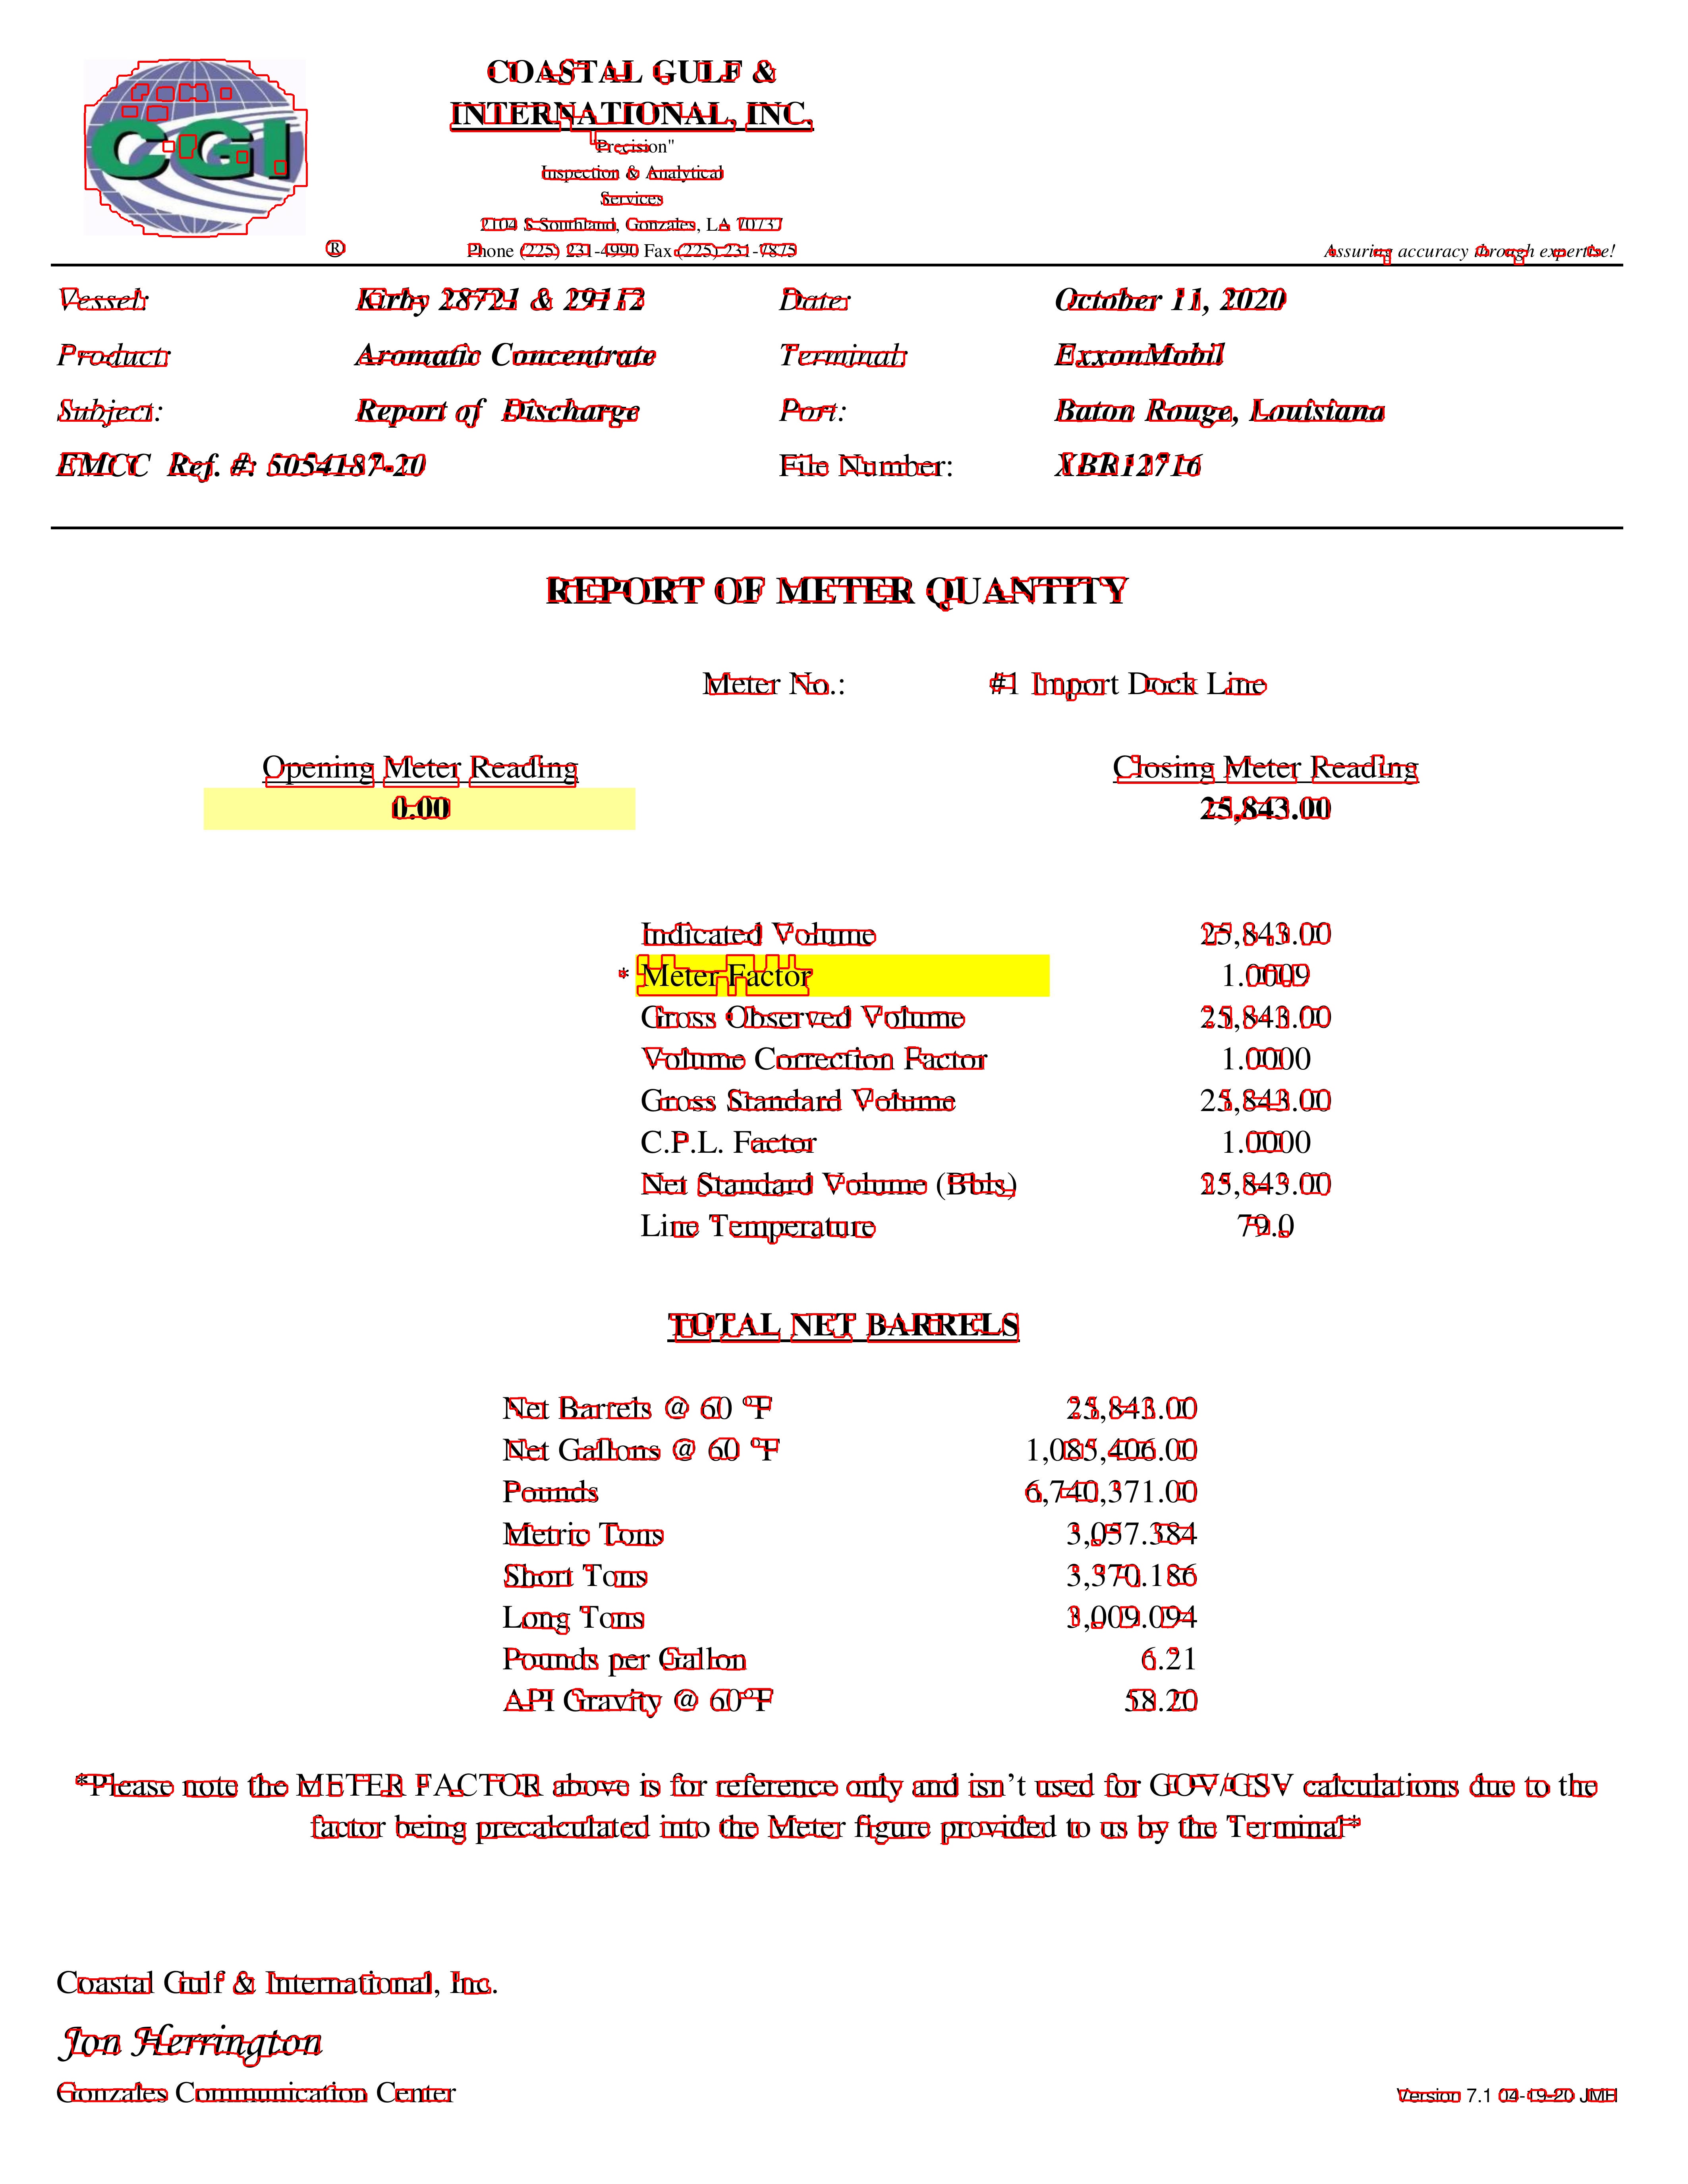 COASTAL GULF &
INTERNATIONAL, INC.
"Precision"
Inspection & Analytical
Services
2104 S Southland, Gonzales, LA 70737
CGI ® Phone (225) 231-4990 Fax (225) 231-7875 Assuring accuracy through expertise!
Vessel: Kirby 28721 & 29112 Date: October 11, 2020
Product: Aromatic Concentrate Terminal: ExxonMobil
Subject: Report of Discharge Port: Baton Rouge, Louisiana
EMCC Ref. #: 5054187-20 File Number: XBR12716
REPORT OF METER QUANTITY
Meter No.: #1 Import Dock Line
Opening Meter Reading Closing Meter Reading
0.00 25,843.00
Indicated Volume 25,843.00
* Meter Factor 1.0009
Gross Observed Volume 25,843.00
Volume Correction Factor 1.0000
Gross Standard Volume 25,843.00
C.P.L. Factor 1.0000
Net Standard Volume (Bbls) 25,843.00
Line Temperature 79.0
TOTAL NET BARRELS
Net Barrels @ 60 °F 25,843.00
Net Gallons @ 60 °F 1,085,406.00
Pounds 6,740,371.00
Metric Tons 3,057.384
Short Tons 3,370.186
Long Tons 3,009.094
Pounds per Gallon 6.21
API Gravity @ 60°F 58.20
*Please note the METER FACTOR above is for reference only and isn't used for GOV/GSV calculations due to the
factor being precalculated into the Meter figure provided to us by the Terminal*
Coastal Gulf & International, Inc.
Jon Herrington
Gonzales Communication Center Version 7.1 04-19-20 JMH